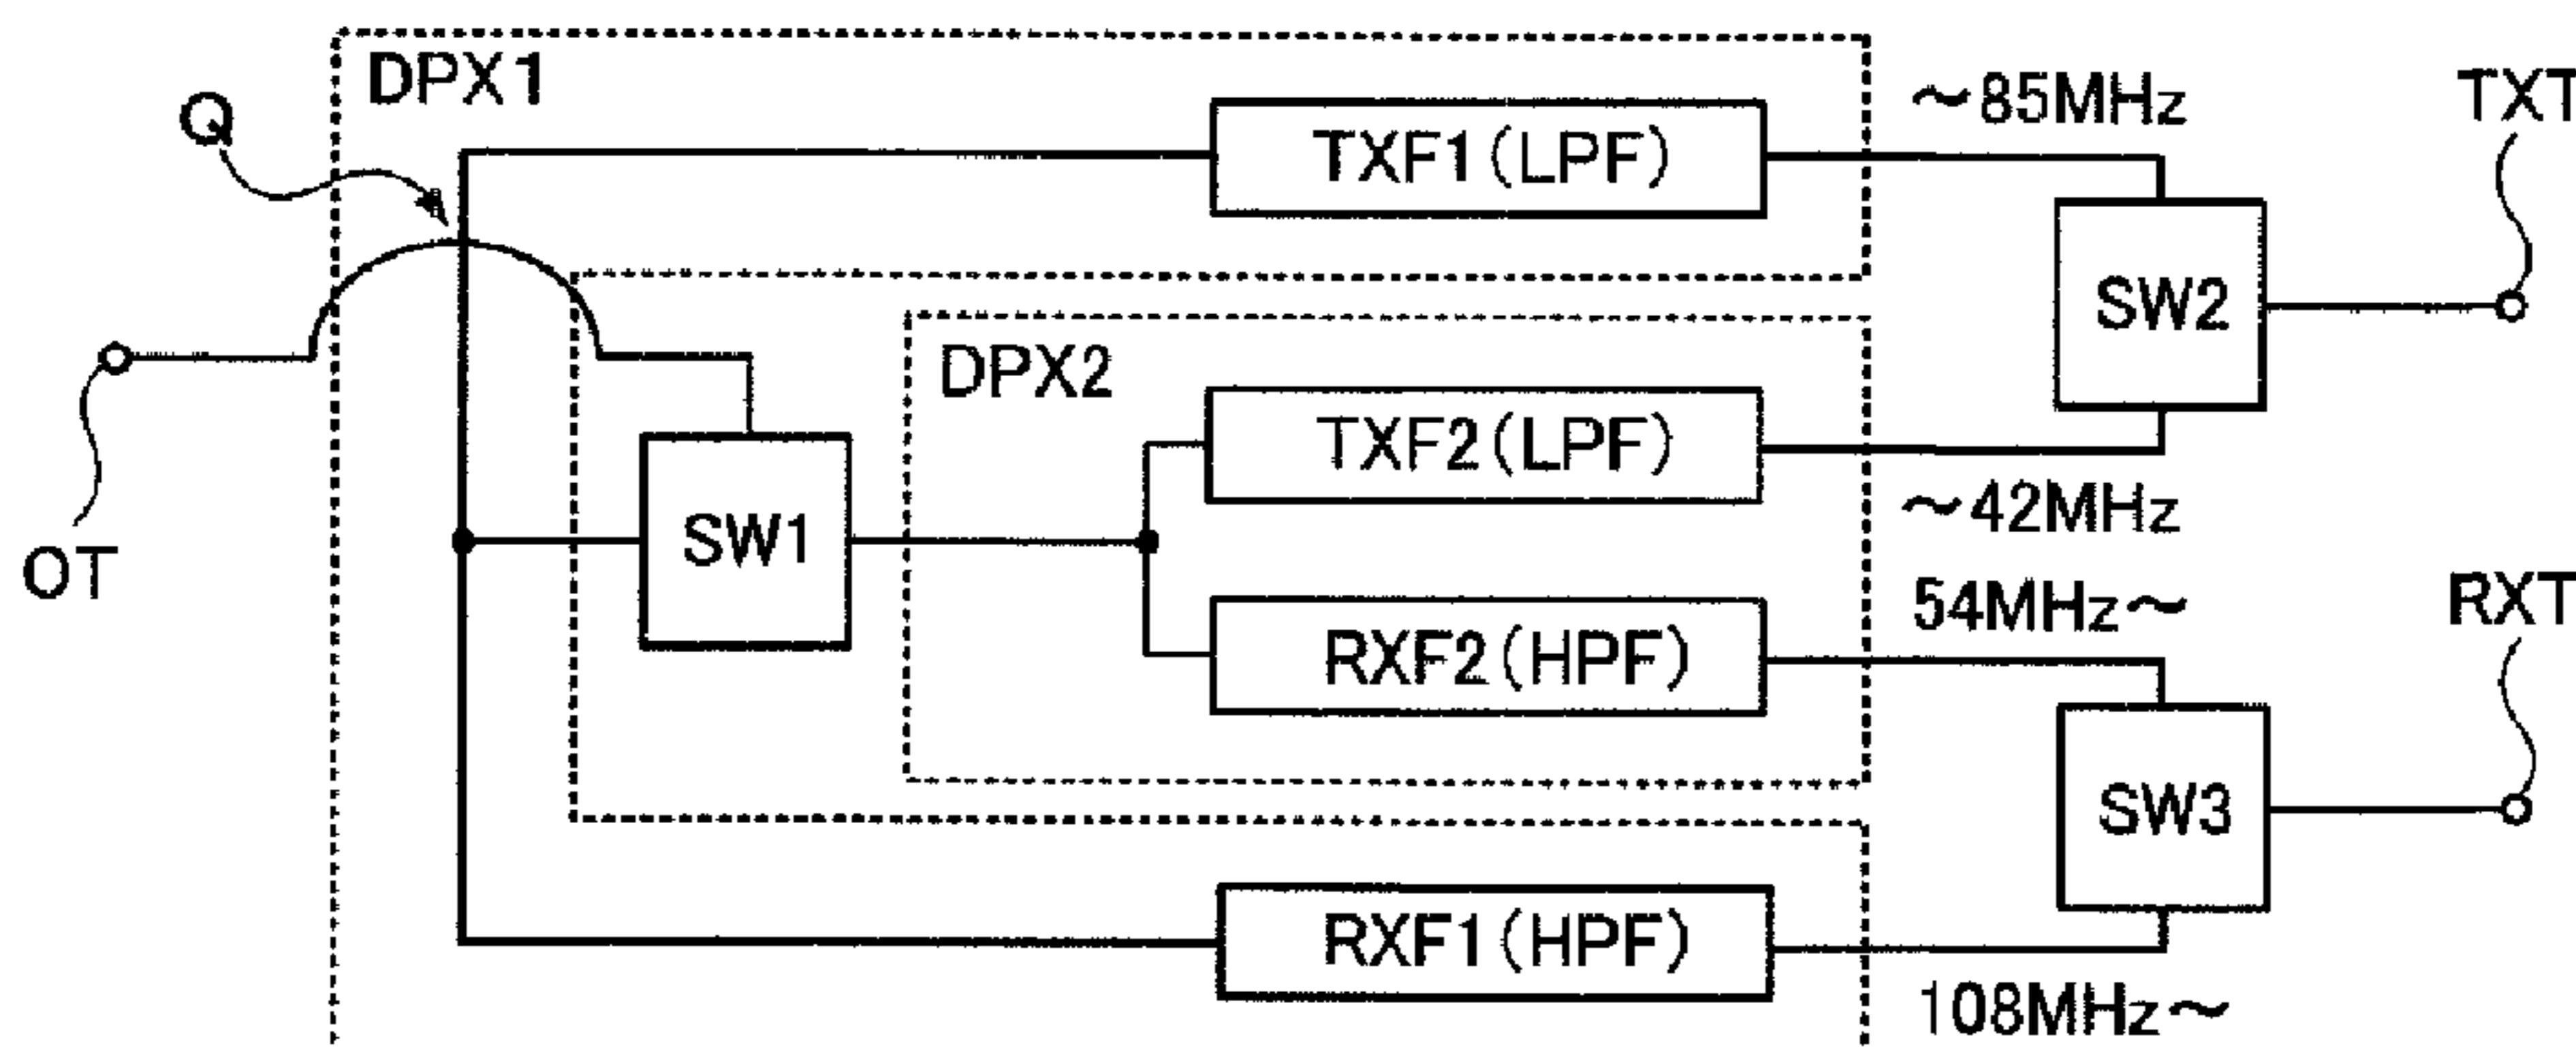 DPX1
Q
TXF1(LPF)
~85MHz
TXT
SW2
DPX2
TXF2(LPF)
~42MHz
OT
SW1
54MHz~
RXT
RXF2(HPF)
SW3
RXF1(HPF)
108MHz~